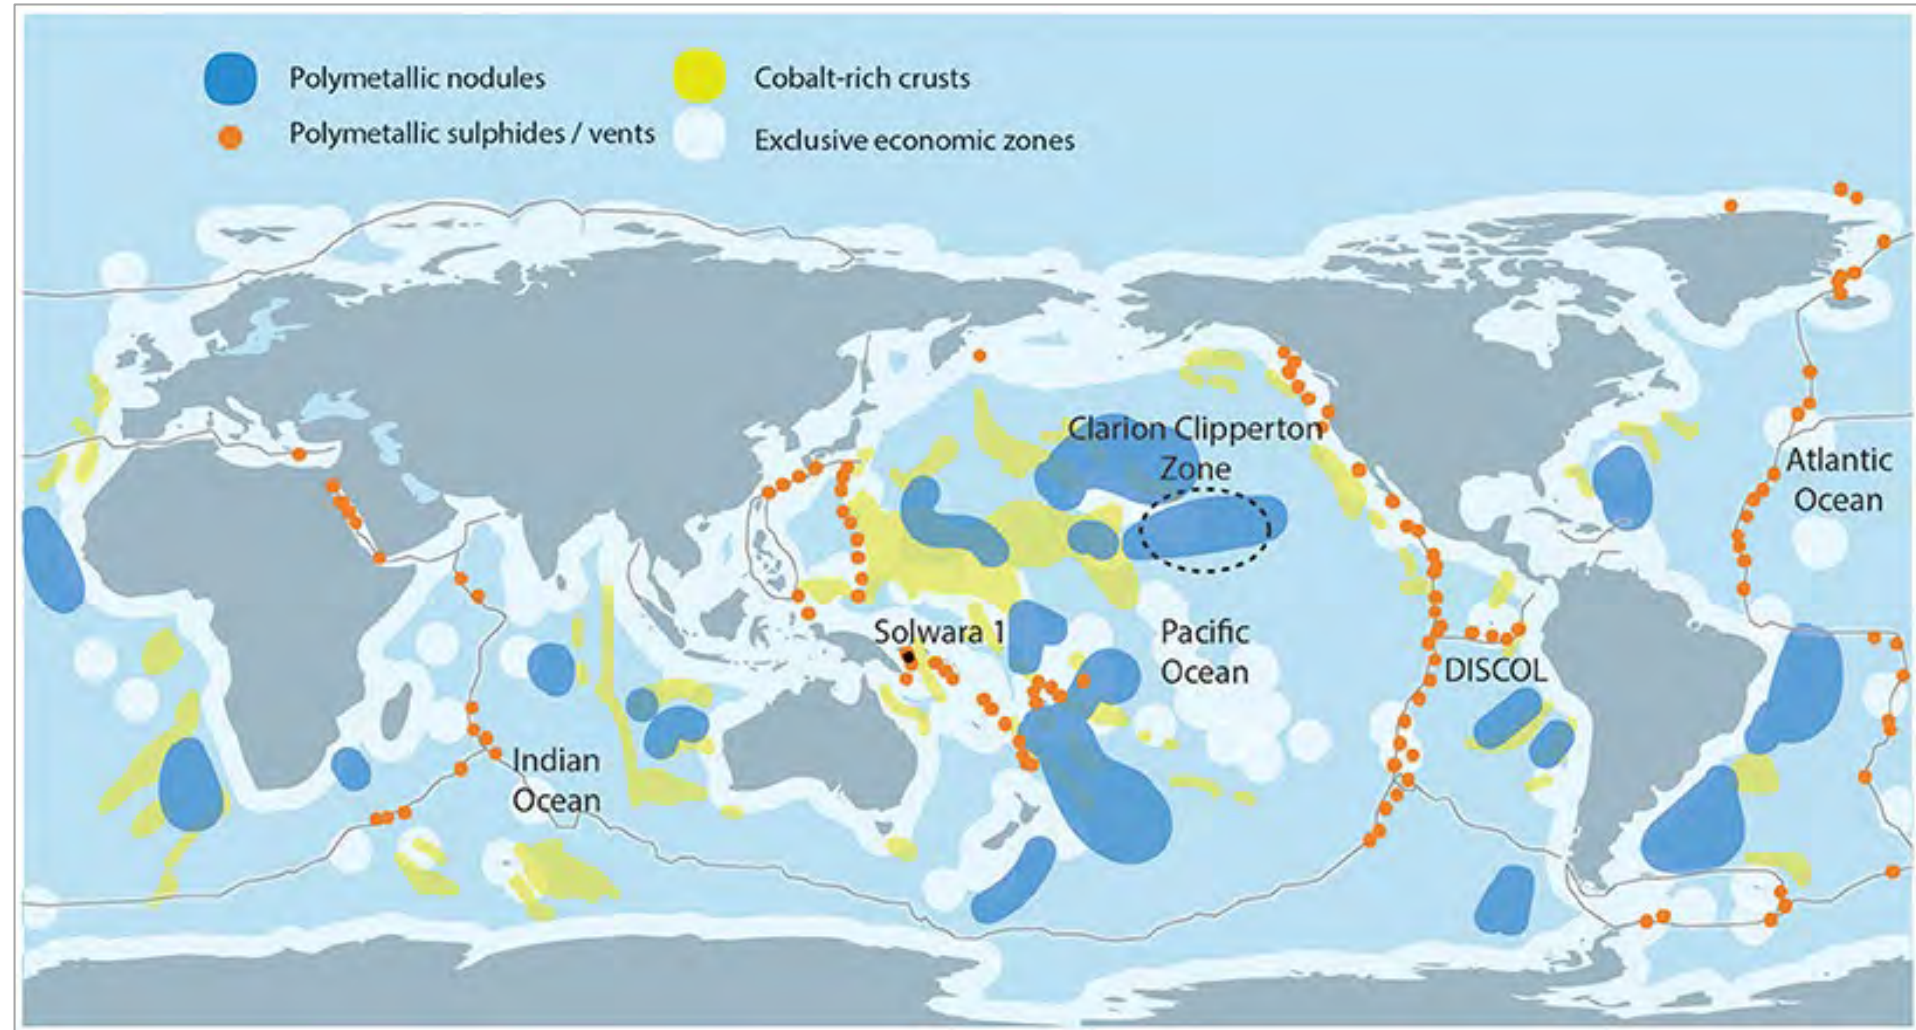 Polymetallic nodules
Cobalt-rich crusts
Polymetallic sulphides / vents
Exclusive economic zones
Clarion Clipperton
Zone
Atlantic
Ocean
Solwara 1
Pacific
Ocean
DISCOL
Indian
Ocean